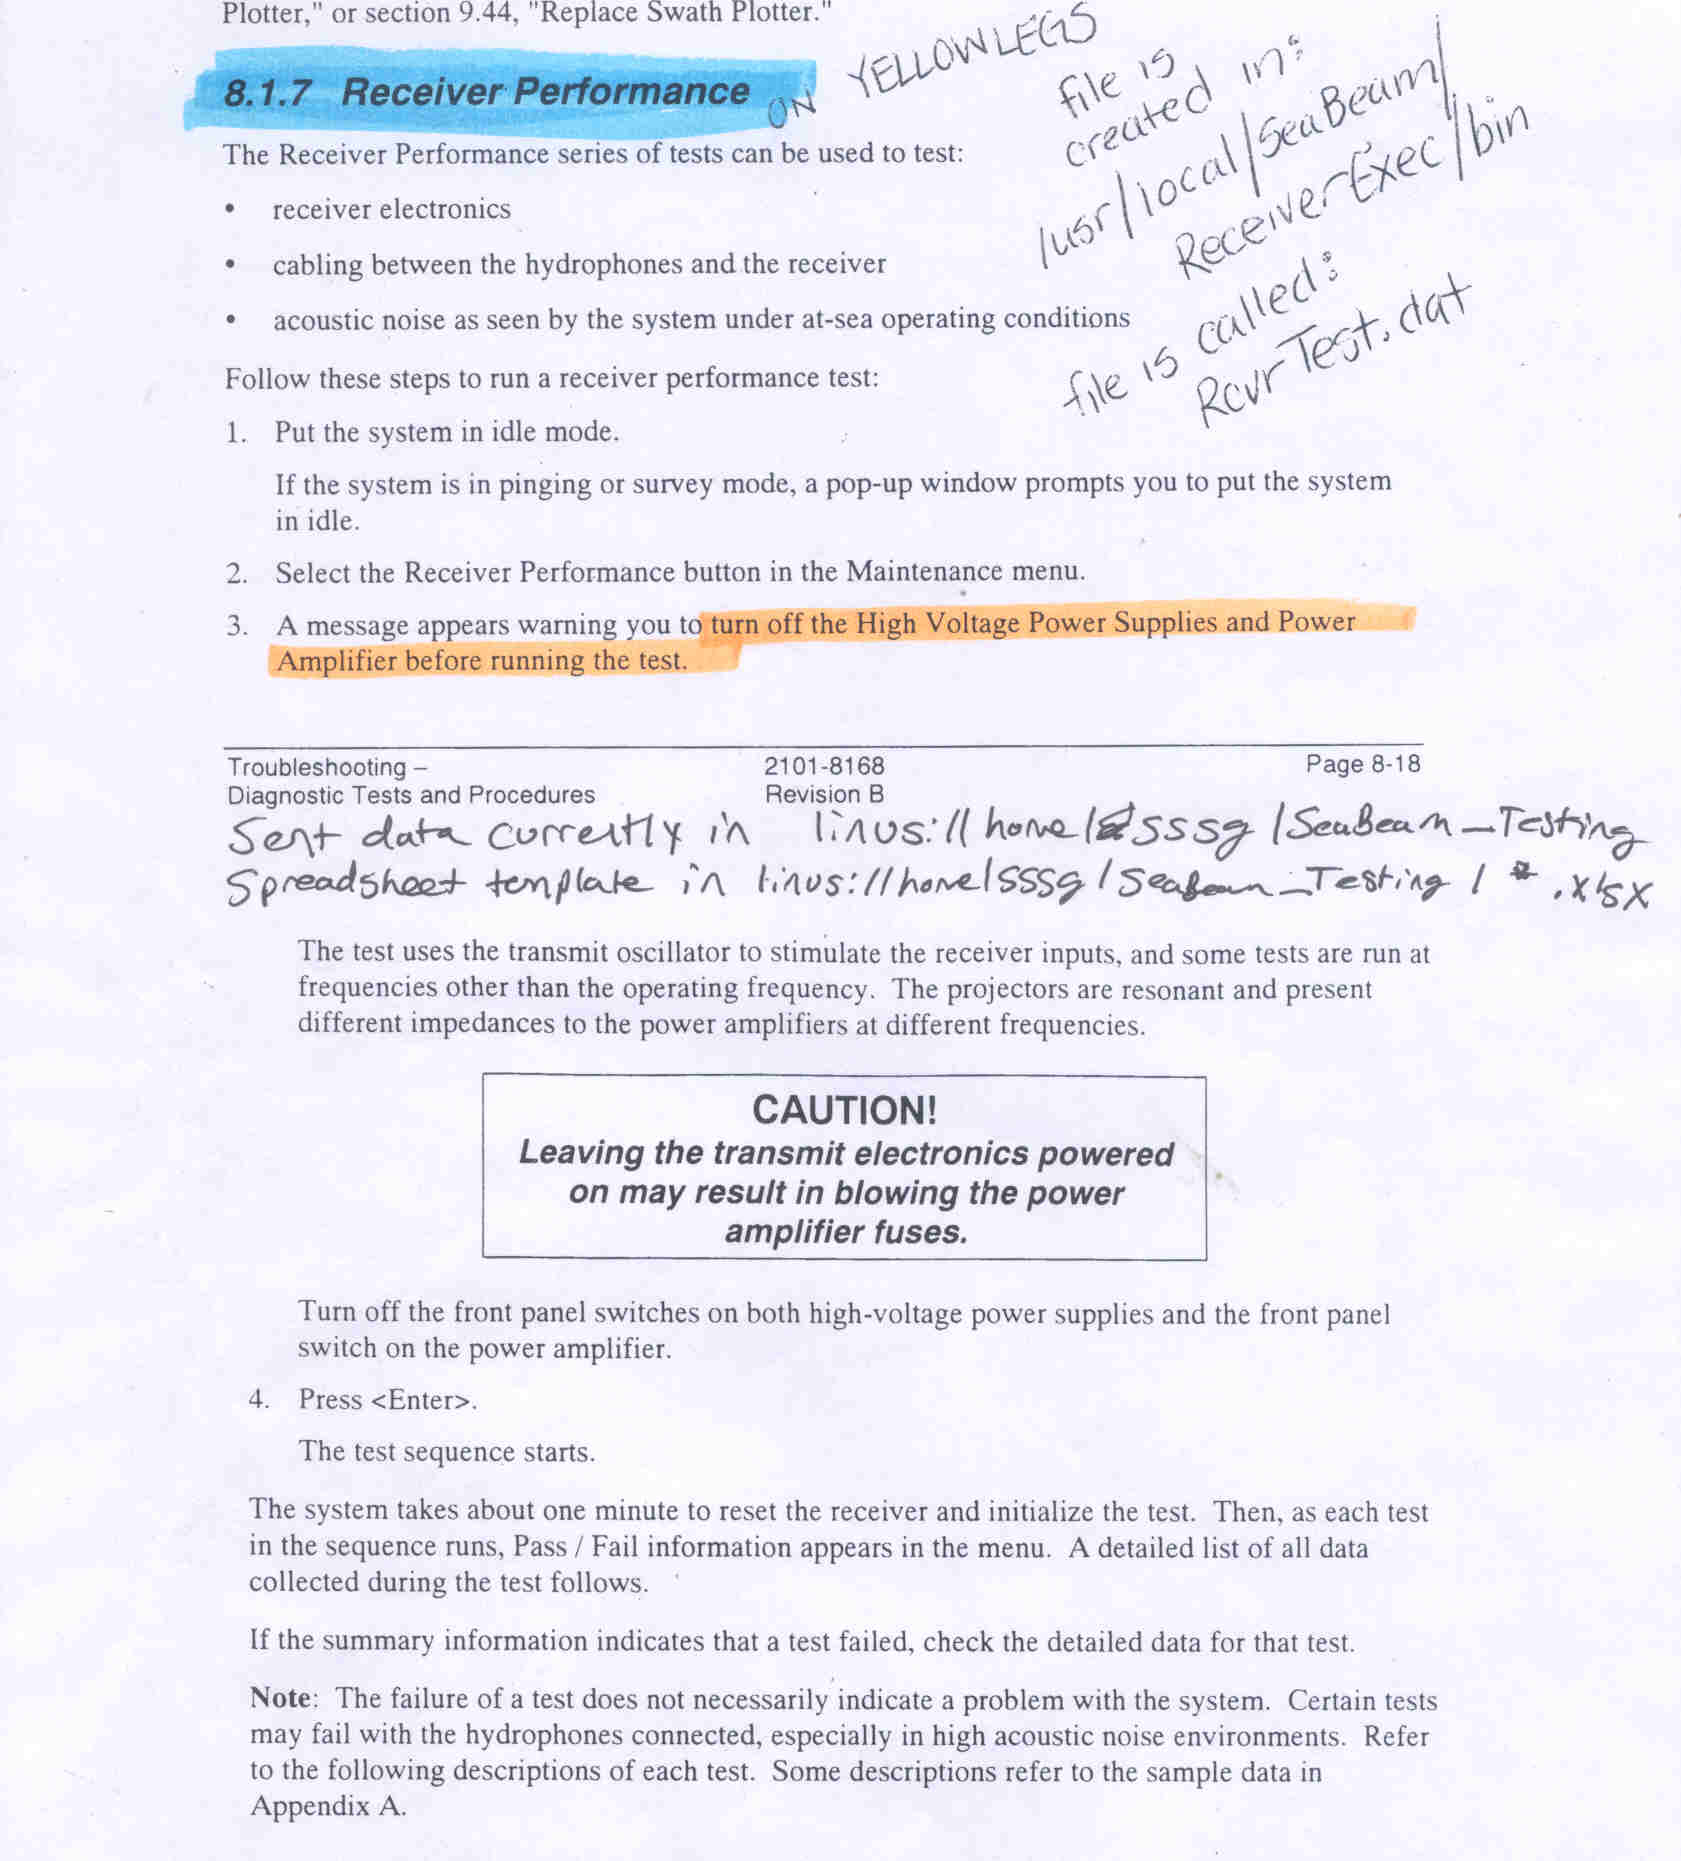 Plotter," or section 9.44, "Replace Swath Plotter."
8.1.7 Receiver Performance
ON YELLOWLEGS
file is
created in:
/usr/local/SeaBeam/
ReceiverExec/bin
file is called:
RcvrTest.dat
The Receiver Performance series of tests can be used to test:
• receiver electronics
• cabling between the hydrophones and the receiver
• acoustic noise as seen by the system under at-sea operating conditions
Follow these steps to run a receiver performance test:
1. Put the system in idle mode.
If the system is in pinging or survey mode, a pop-up window prompts you to put the system
in idle.
2. Select the Receiver Performance button in the Maintenance menu.
3. A message appears warning you to turn off the High Voltage Power Supplies and Power
Amplifier before running the test.
Troubleshooting – 2101-8168 Page 8-18
Diagnostic Tests and Procedures Revision B
Sent data currently in linus://home/sssg/SeaBeam_Testing
Spreadsheet template in linus://home/sssg/SeaBeam_Testing/*.xlsx
The test uses the transmit oscillator to stimulate the receiver inputs, and some tests are run at
frequencies other than the operating frequency. The projectors are resonant and present
different impedances to the power amplifiers at different frequencies.
CAUTION!
Leaving the transmit electronics powered
on may result in blowing the power
amplifier fuses.
Turn off the front panel switches on both high-voltage power supplies and the front panel
switch on the power amplifier.
4. Press <Enter>.
The test sequence starts.
The system takes about one minute to reset the receiver and initialize the test. Then, as each test
in the sequence runs, Pass / Fail information appears in the menu. A detailed list of all data
collected during the test follows.
If the summary information indicates that a test failed, check the detailed data for that test.
Note: The failure of a test does not necessarily indicate a problem with the system. Certain tests
may fail with the hydrophones connected, especially in high acoustic noise environments. Refer
to the following descriptions of each test. Some descriptions refer to the sample data in
Appendix A.